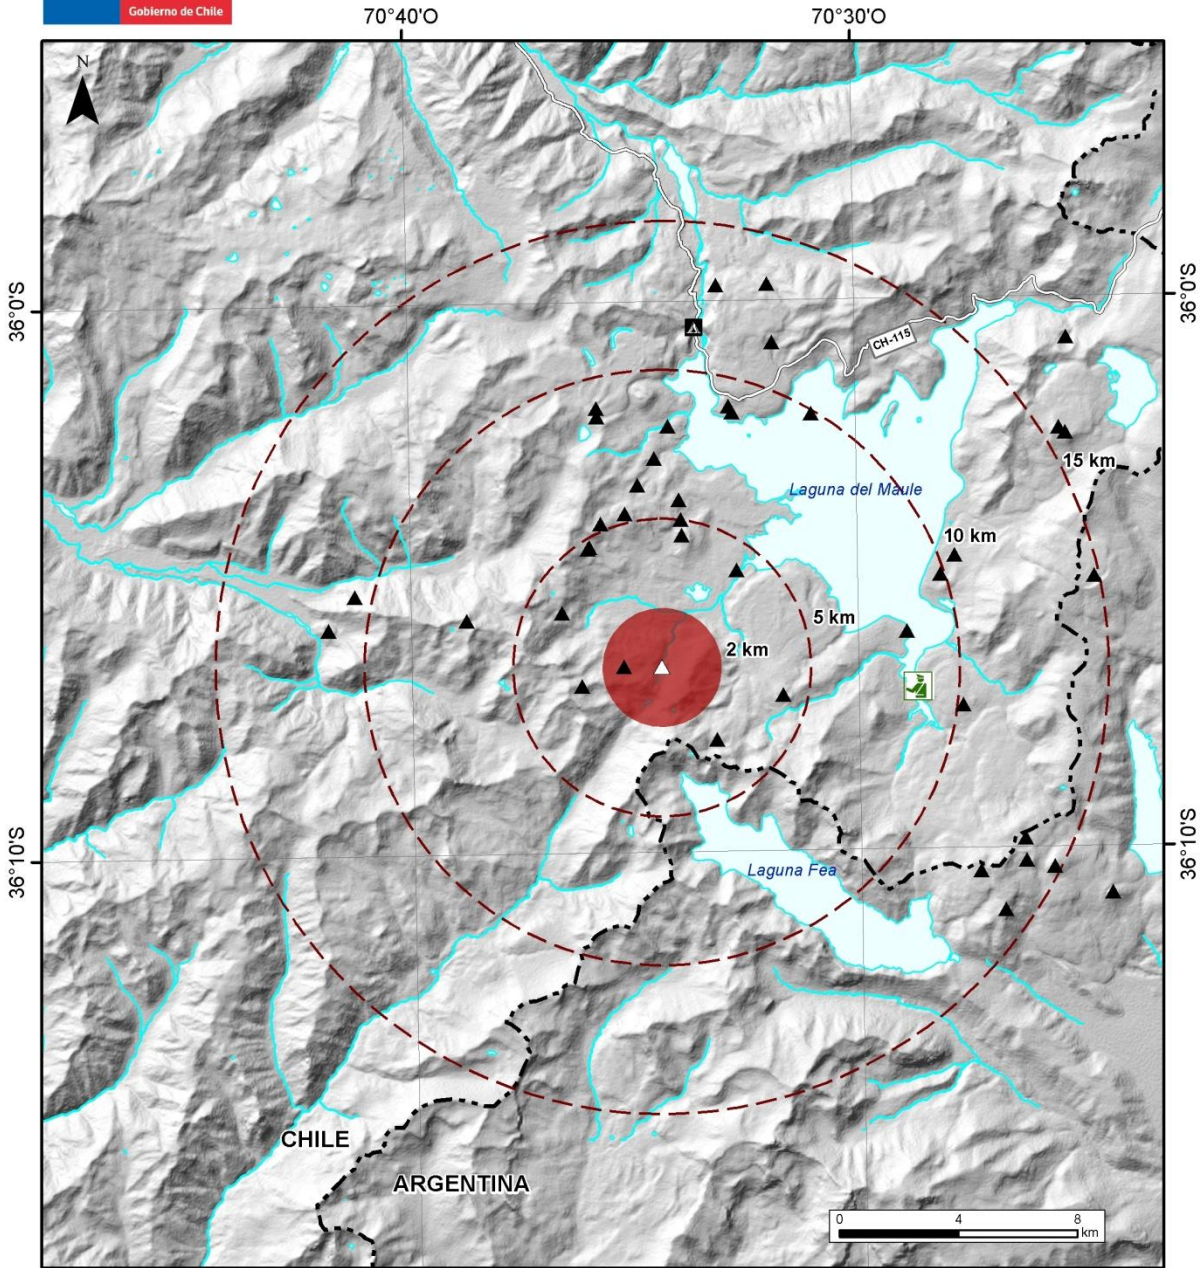 Gobierno de Chile
70°40'O
70°30'O
N
36°0'S
36°0'S
CH-115
15 km
Laguna del Maule
10 km
5 km
2 km
36°10'S
36°10'S
Laguna Fea
CHILE
ARGENTINA
0 4 8
km